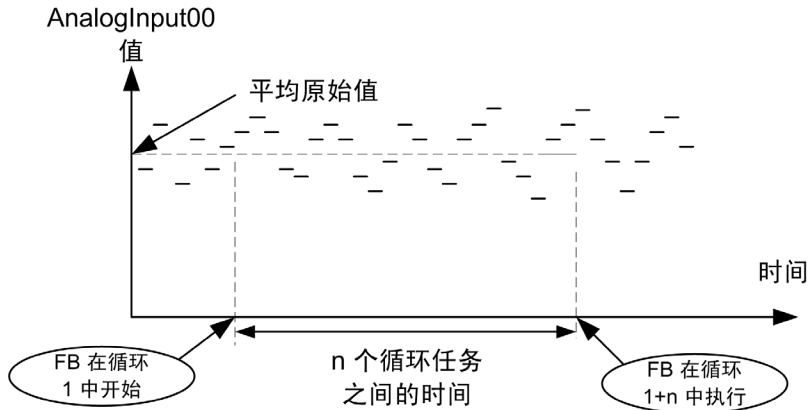 AnalogInput00
值
平均原始值
时间
FB 在循环
1 中开始
n 个循环任务
之间的时间
FB 在循环
1+n 中执行